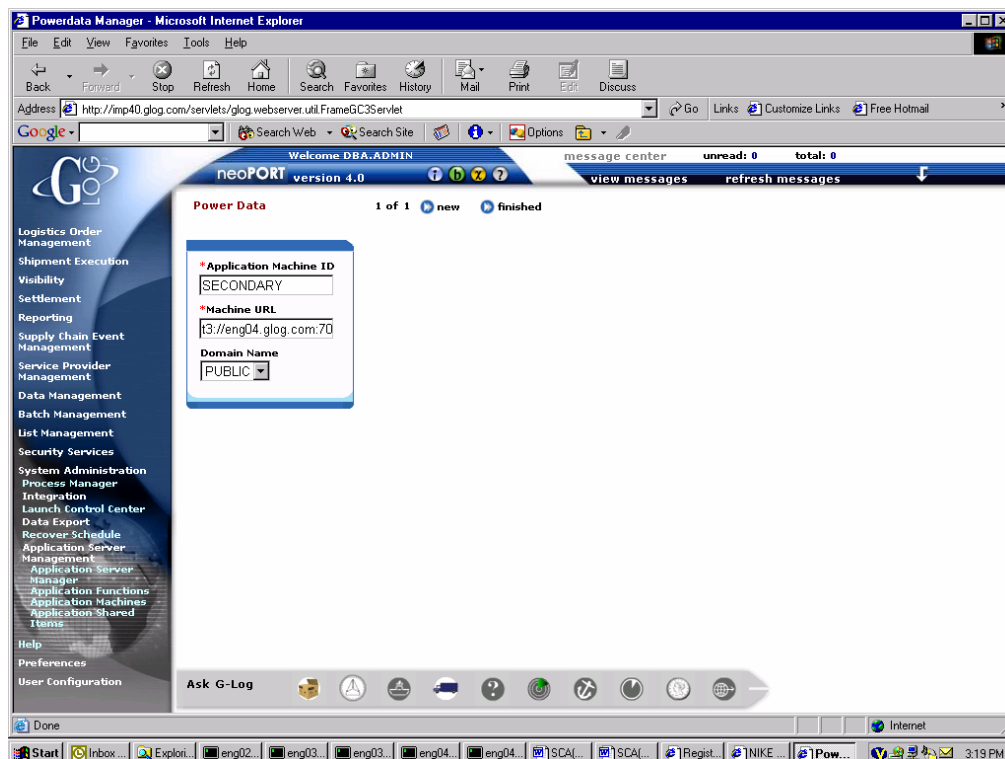 Powerdata Manager - Microsoft Internet Explorer
File Edit View Favorites Tools Help
Back Forward Stop Refresh Home Search Favorites History Mail Print Edit Discuss
Address http://imp40.glog.com/servlets/glog.webserver.util.FrameGC3Servlet Go Links Customize Links Free Hotmail
Google Search Web Search Site Options
G-LOG
Welcome DBA.ADMIN message center unread: 0 total: 0
neoPORT version 4.0 view messages refresh messages
Power Data 1 of 1 new finished
Logistics Order
Management
Shipment Execution
Visibility
Settlement
Reporting
Supply Chain Event
Management
Service Provider
Management
Data Management
Batch Management
List Management
Security Services
System Administration
Process Manager
Integration
Launch Control Center
Data Export
Recover Schedule
Application Server
Management
Application Server
Manager
Application Functions
Application Machines
Application Shared
Items
Help
Preferences
User Configuration
*Application Machine ID
SECONDARY
*Machine URL
t3://eng04.glog.com:70
Domain Name
PUBLIC
Ask G-Log
Done Internet
Start Inbox ... Explori... eng02... eng03... eng03... eng04... eng04... SCA(... SCA(... Regist... NIKE ... Pow... 3:19 PM